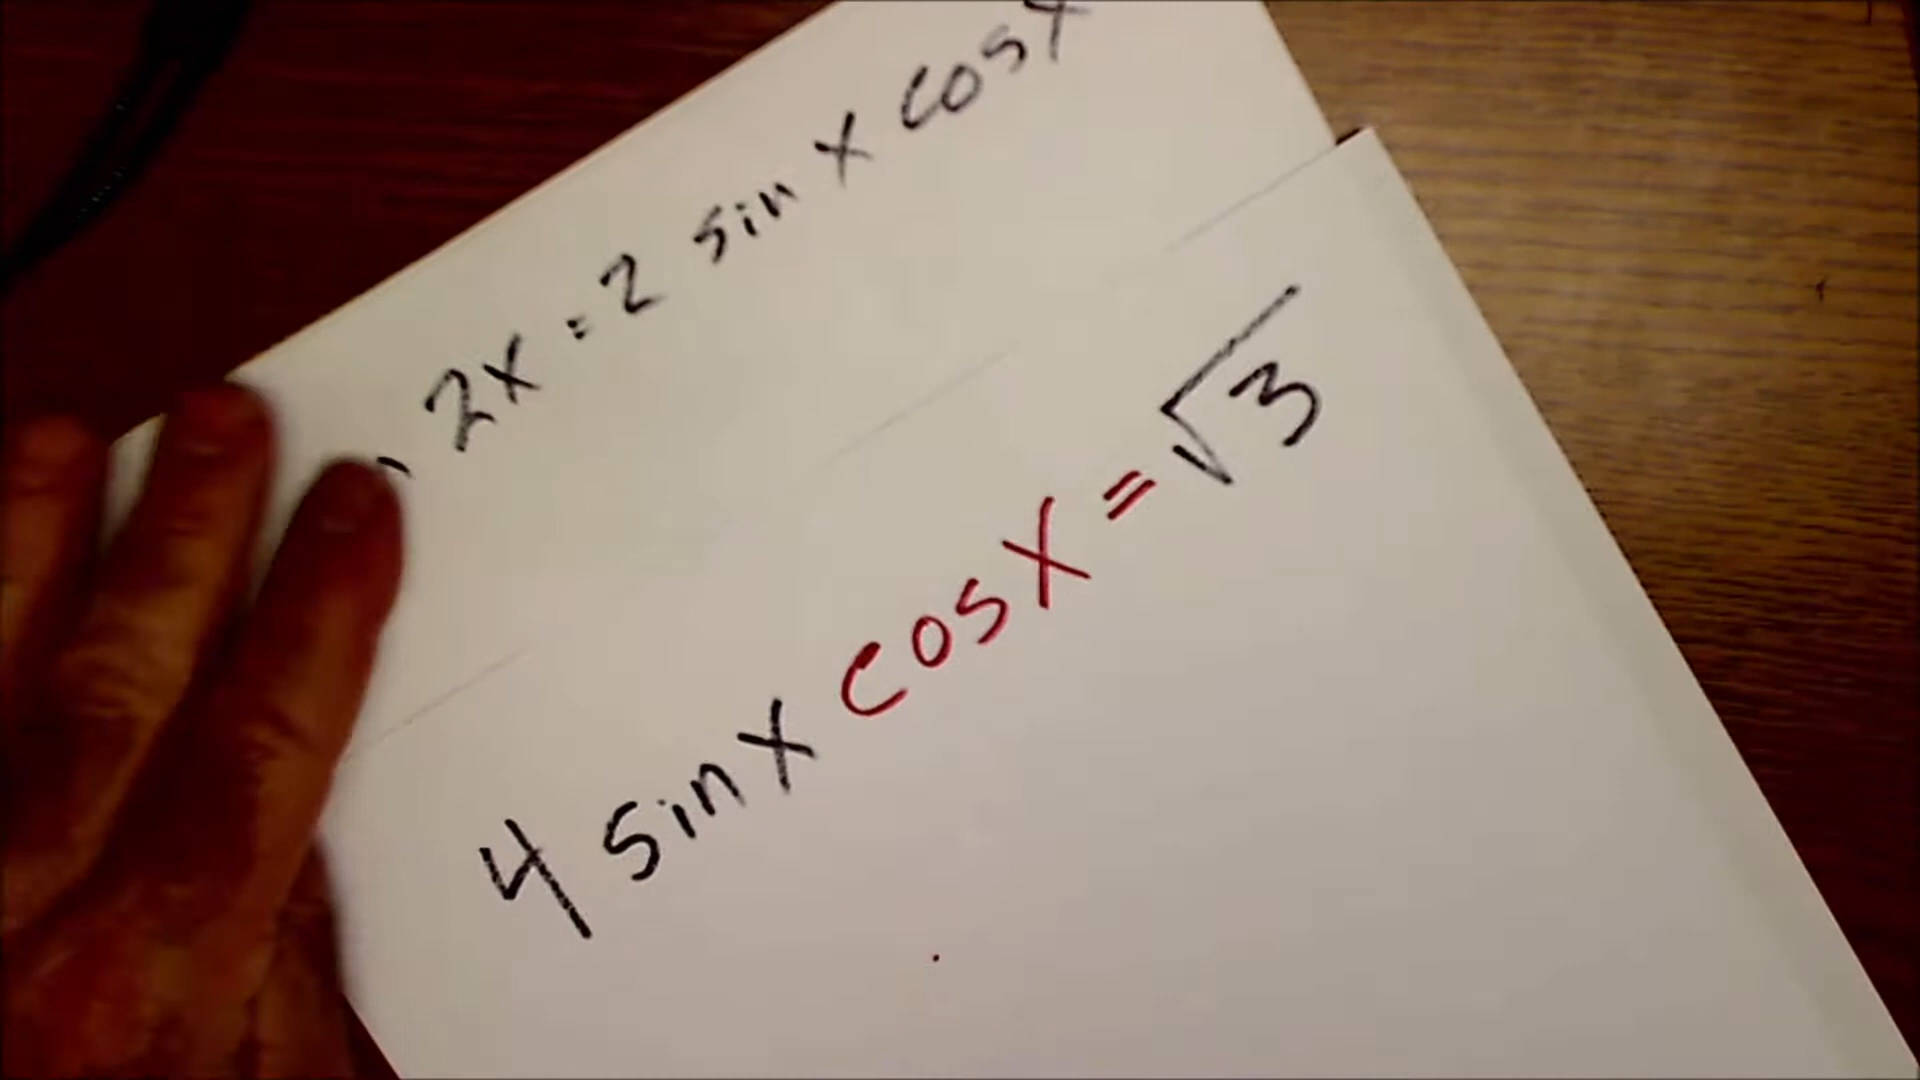 2x = 2 sin x cos x
4 sin x cos x = √3